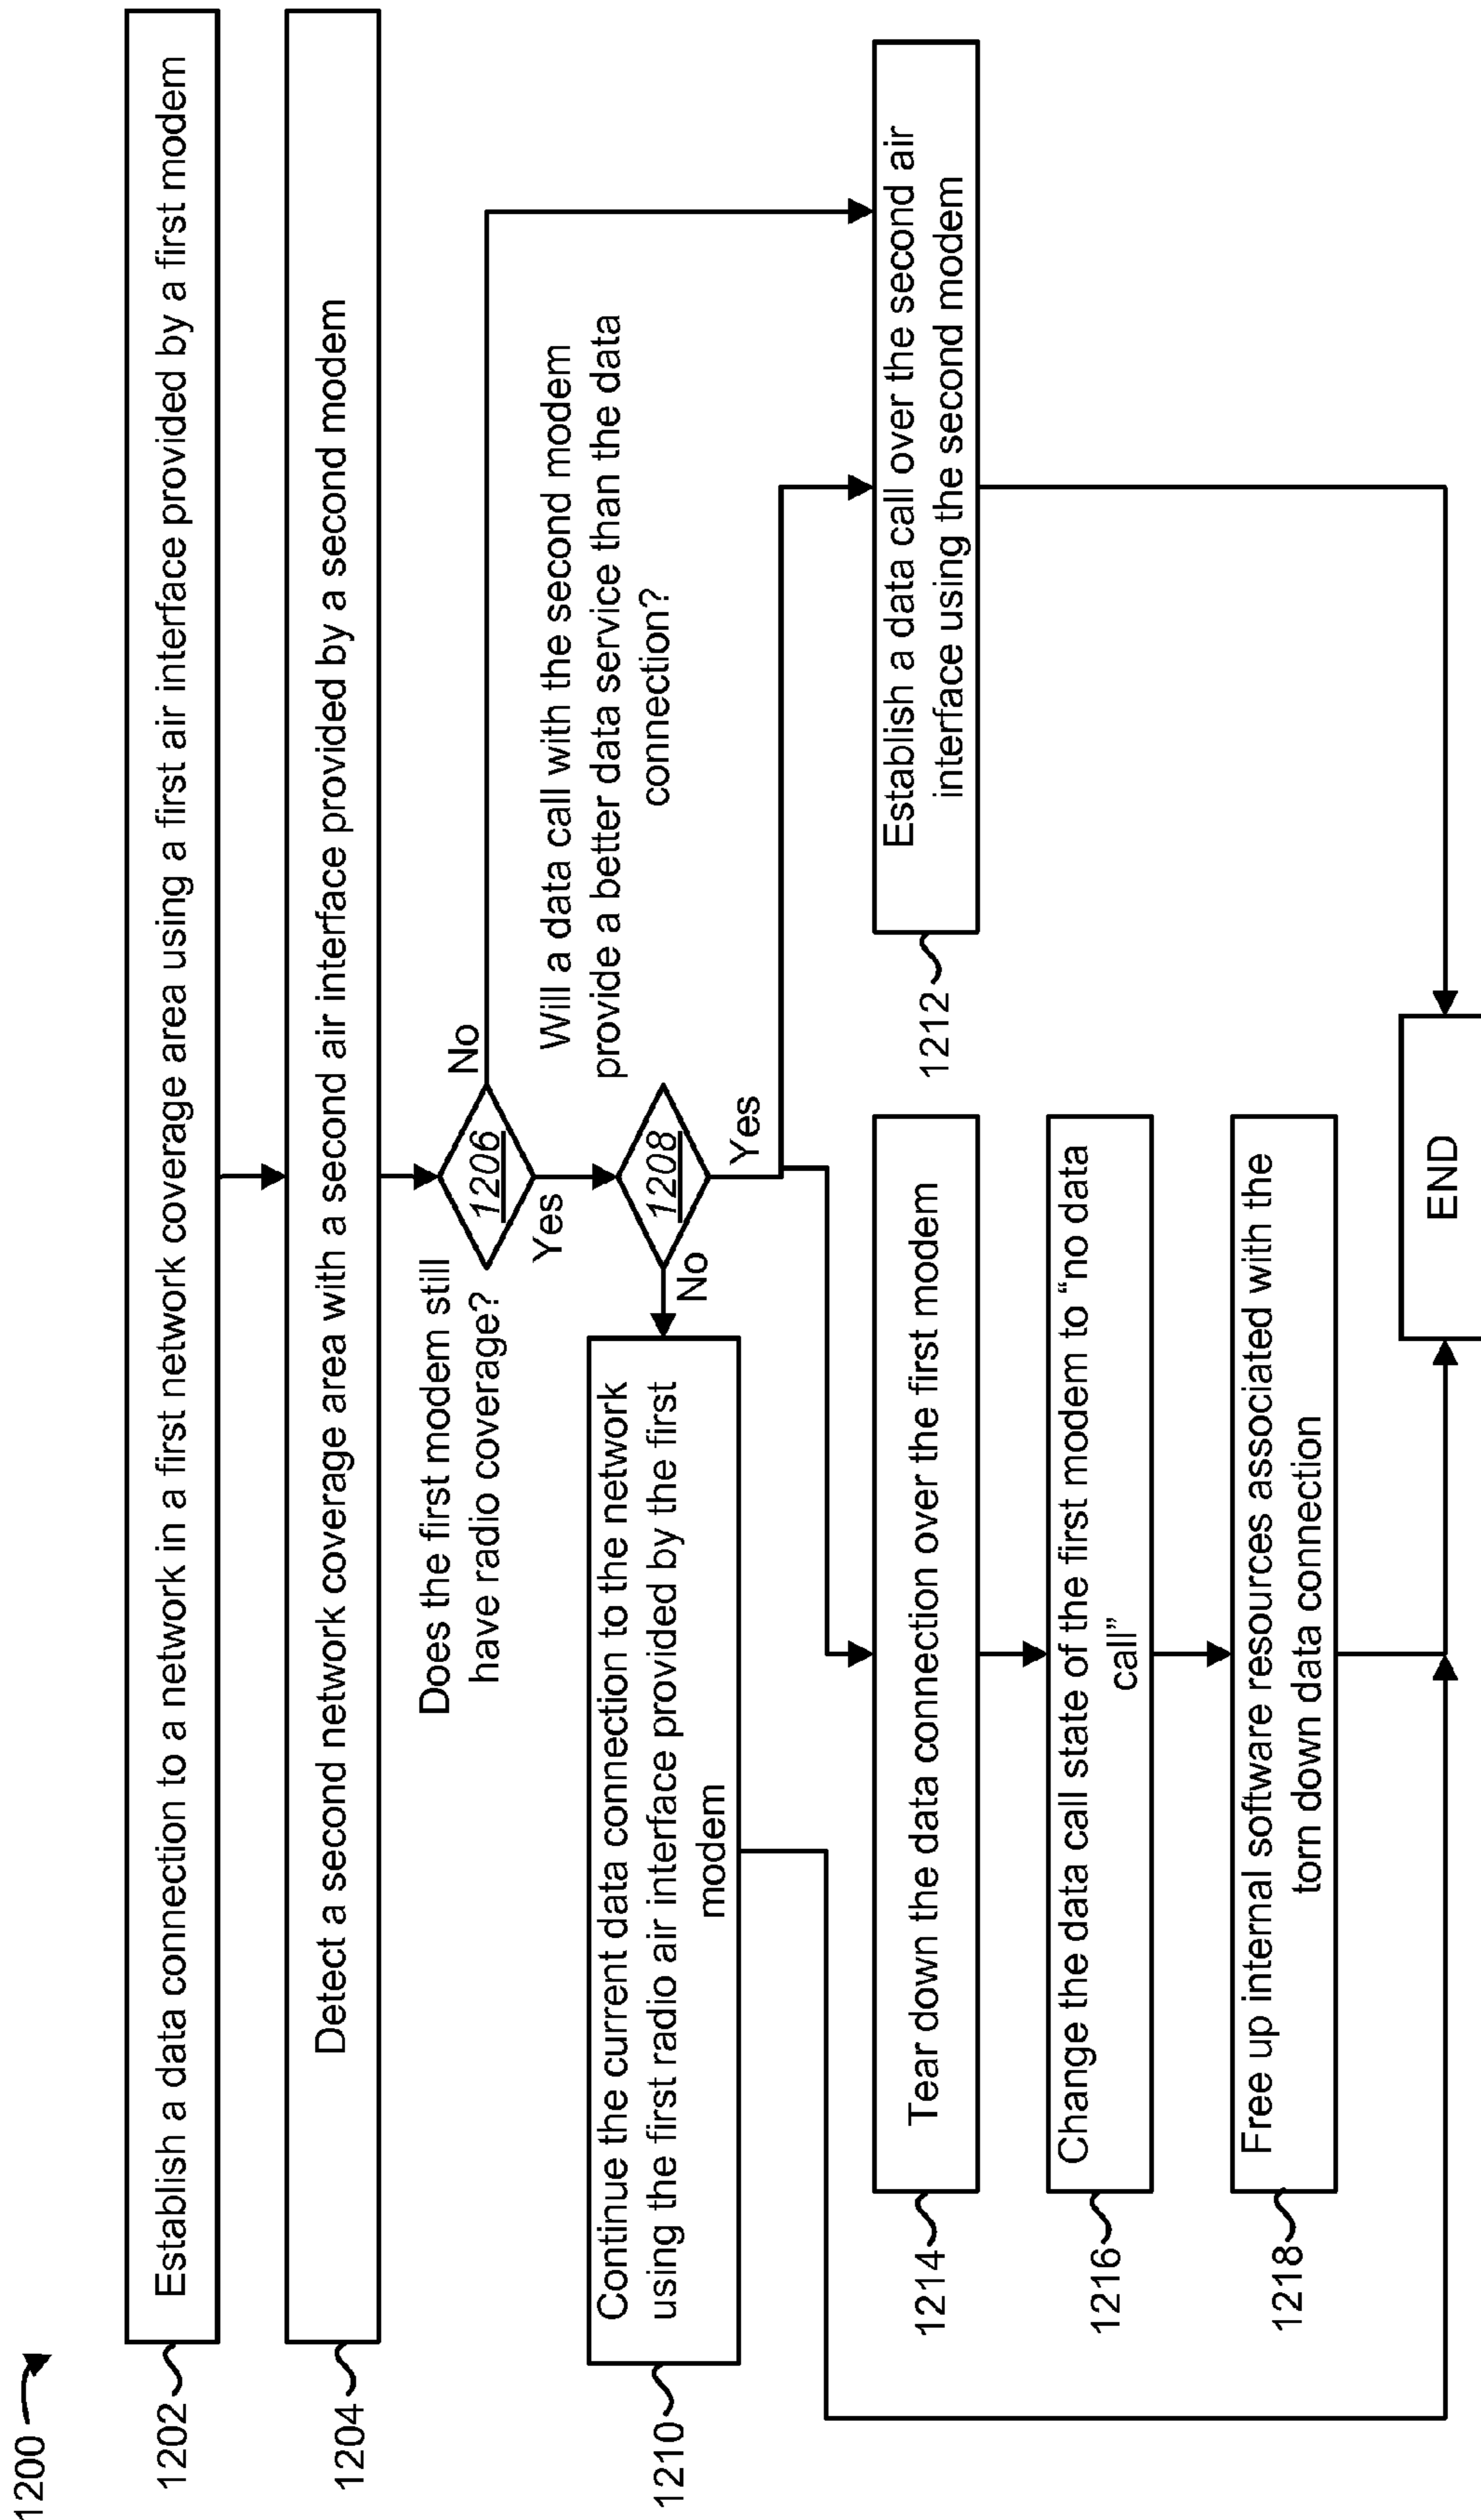 1200
1202
Establish a data connection to a network in a first network coverage area using a first air interface provided by a first modem
1204
Detect a second network coverage area with a second air interface provided by a second modem
Does the first modem still
have radio coverage?
1206
No
Yes
Will a data call with the second modem
provide a better data service than the data
connection?
1208
No
Yes
1210
Continue the current data connection to the network
using the first radio air interface provided by the first
modem
1212
Establish a data call over the second air
interface using the second modem
1214
Tear down the data connection over the first modem
1216
Change the data call state of the first modem to “no data
call”
1218
Free up internal software resources associated with the
torn down data connection
END